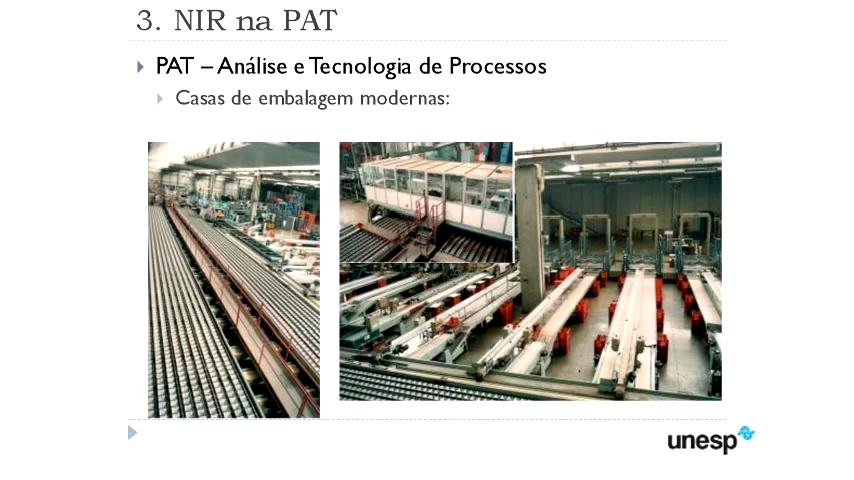 3. NIR na PAT
PAT – Análise e Tecnologia de Processos
Casas de embalagem modernas:
unesp